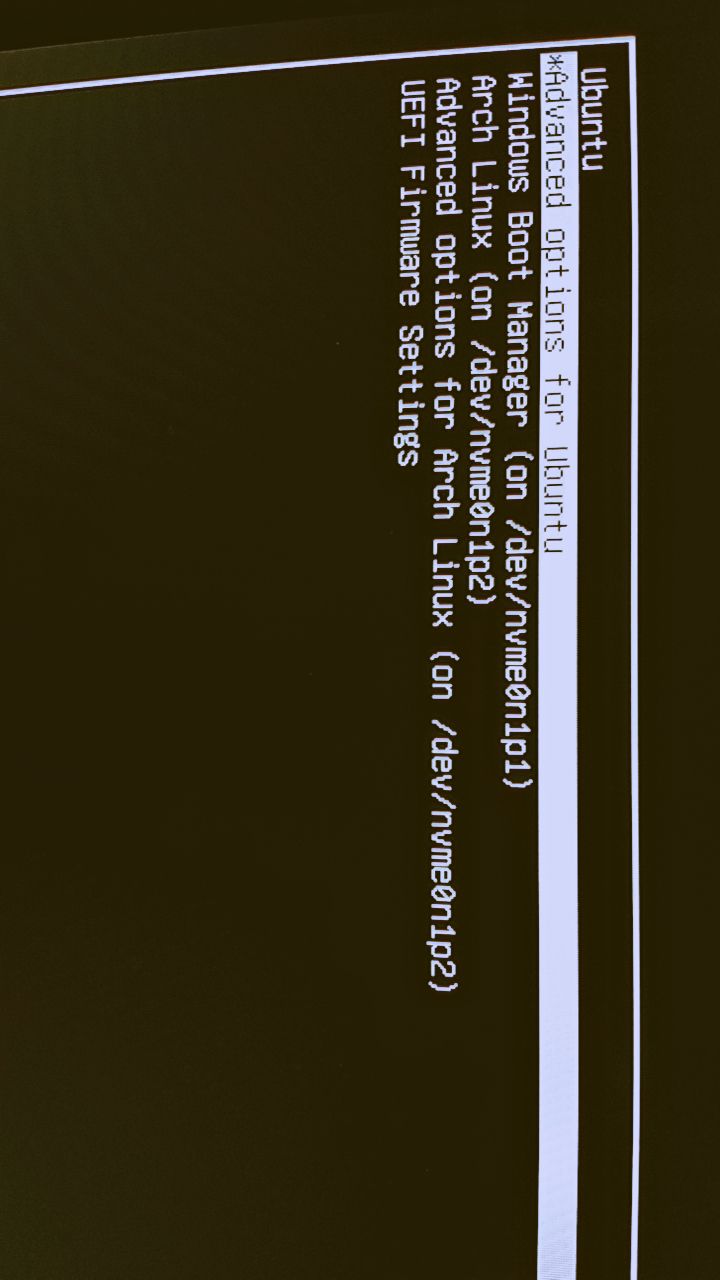 Ubuntu
*Advanced options for Ubuntu
Windows Boot Manager (on /dev/nvme0n1p1)
Arch Linux (on /dev/nvme0n1p2)
Advanced options for Arch Linux (on /dev/nvme0n1p2)
UEFI Firmware Settings